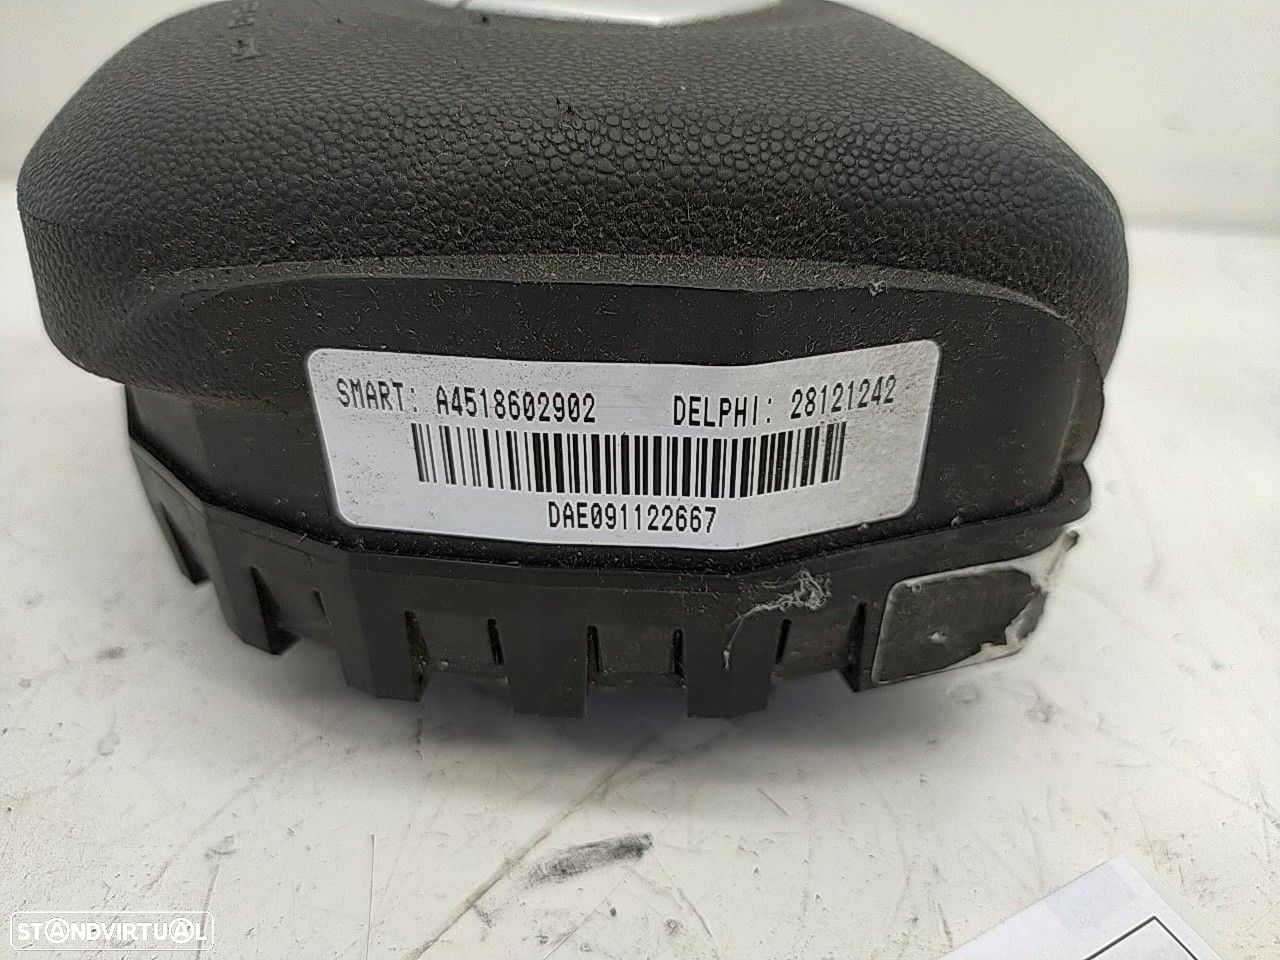 SMART: A4518602902 DELPHI: 28121242
DAE091122667
STANDVIRTUAL